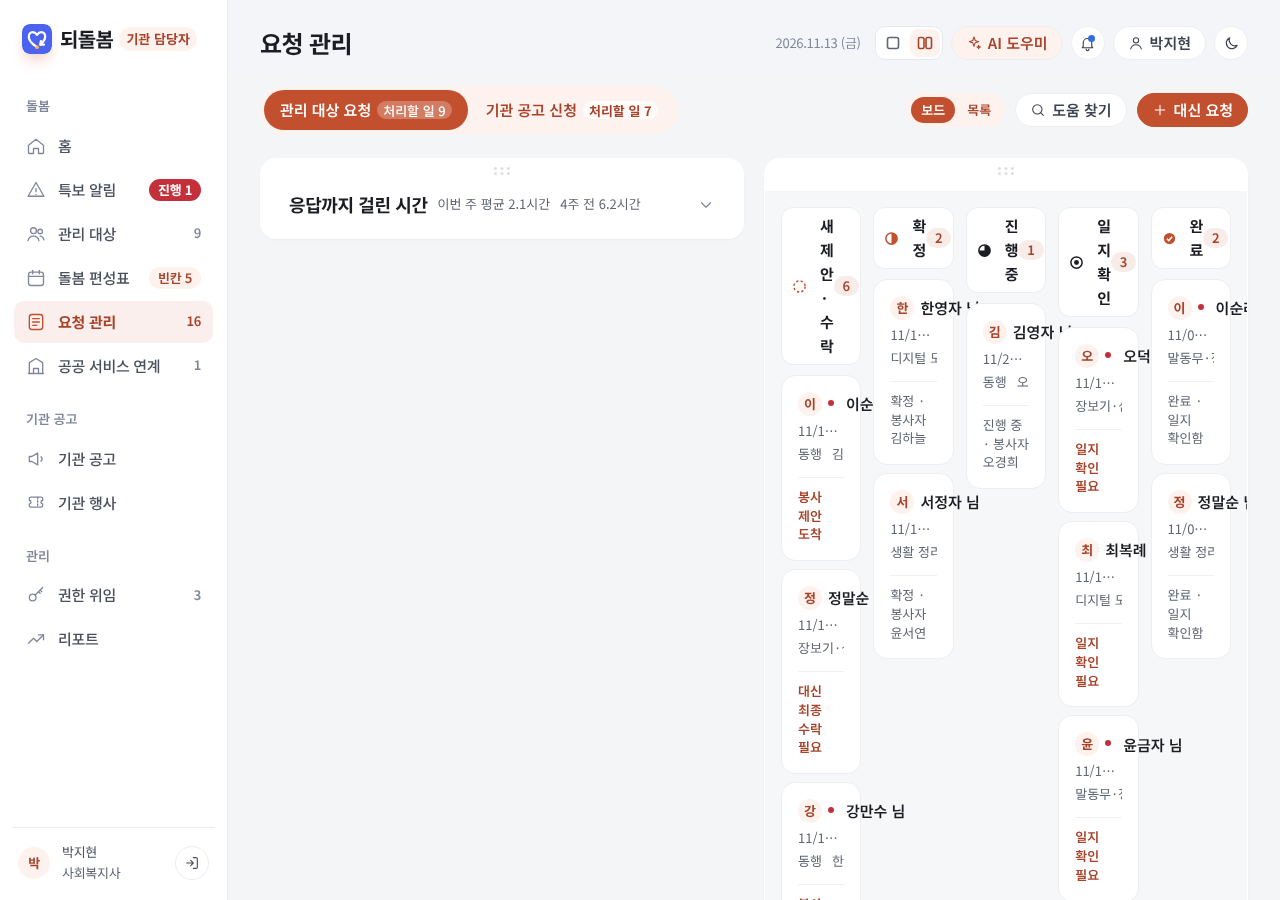 되돌봄 기관 담당자
돌봄
홈
특보 알림 진행 1
관리 대상 9
돌봄 편성표 빈칸 5
요청 관리 16
공공 서비스 연계 1
기관 공고
기관 공고
기관 행사
관리
권한 위임 3
리포트
박 박지현
사회복지사
요청 관리
2026.11.13 (금)
AI 도우미
박지현
관리 대상 요청 처리할 일 9
기관 공고 신청 처리할 일 7
보드 목록
도움 찾기
대신 요청
응답까지 걸린 시간 이번 주 평균 2.1시간 4주 전 6.2시간
새
제
안
·
수
락
6
이 이순
11/1…
동행 김
봉사
제안
도착
정 정말순
11/1…
장보기·
대신
최종
수락
필요
강 강만수 님
11/1…
동행 한
확
정
2
한 한영자
11/1…
디지털
확정 ·
봉사자
김하늘
서 서정자 님
11/1…
생활 정리
확정 ·
봉사자
윤서연
진
행
중
1
김 김영자
11/2…
동행 오
진행 중
· 봉사자
오경희
일
지
확
인
3
오 오덕
11/1…
장보기·
일지
확인
필요
최 최복례
11/1…
디지털
일지
확인
필요
윤 윤금자 님
11/1…
말동무·
일지
확인
필요
완
료
2
이 이순
11/0…
말동무·
완료 ·
일지
확인함
정 정말순
11/0…
생활 정리
완료 ·
일지
확인함